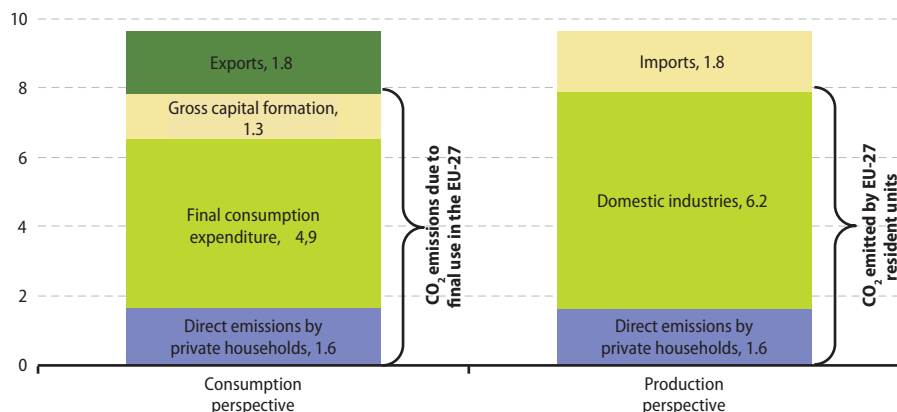 10
8
6
4
2
0
Exports, 1.8
Gross capital formation,
1.3
Final consumption
expenditure, 4,9
Direct emissions by
private households, 1.6
CO₂ emissions due to
final use in the EU-27
Consumption
perspective
Imports, 1.8
Domestic industries, 6.2
Direct emissions by
private households, 1.6
CO₂ emitted by EU-27
resident units
Production
perspective